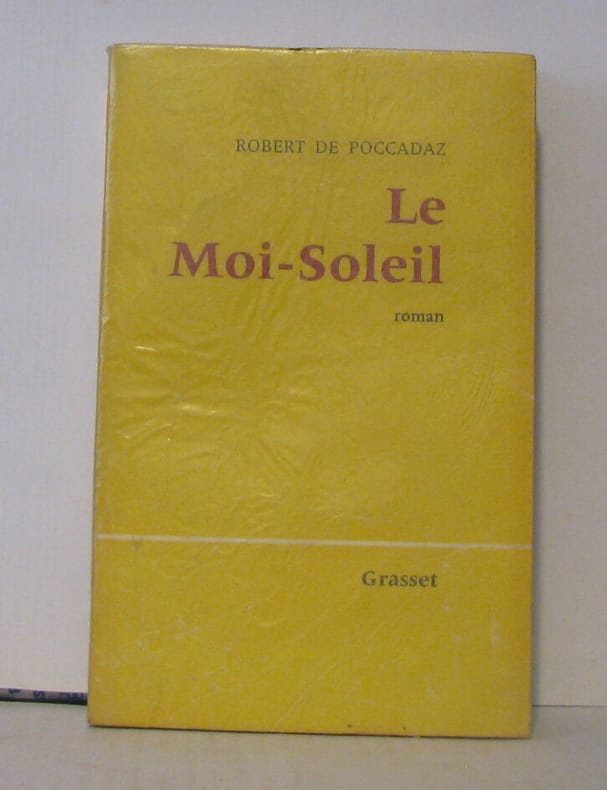 ROBERT DE POCCADAZ
Le
Moi-Soleil
roman
Grasset